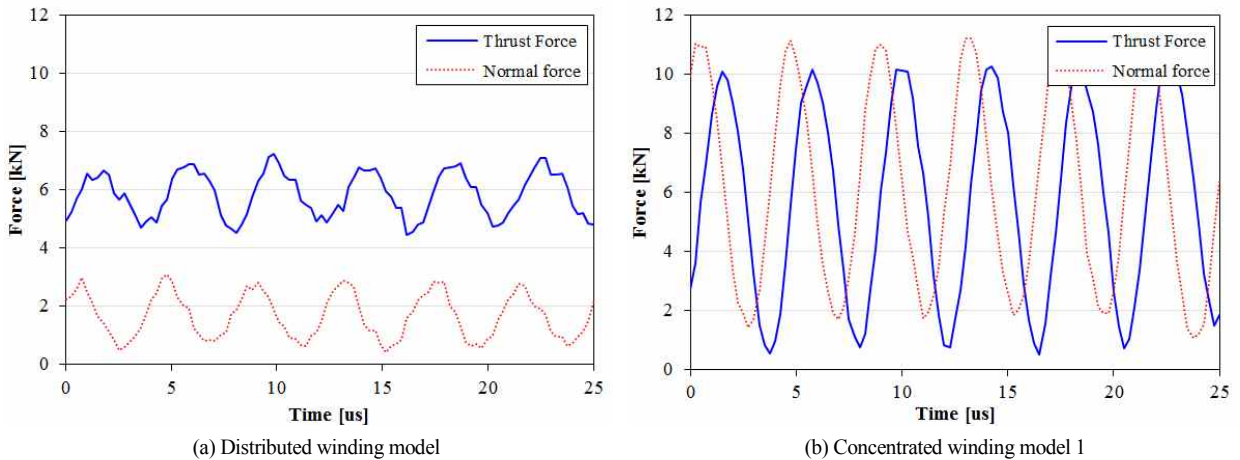 12
10
8
6
4
2
0
Force [kN]
Thrust Force
Normal force
0 5 10 15 20 25
Time [us]
(a) Distributed winding model
12
10
8
6
4
2
0
Force [kN]
Thrust Force
Normal force
0 5 10 15 20 25
Time [us]
(b) Concentrated winding model 1